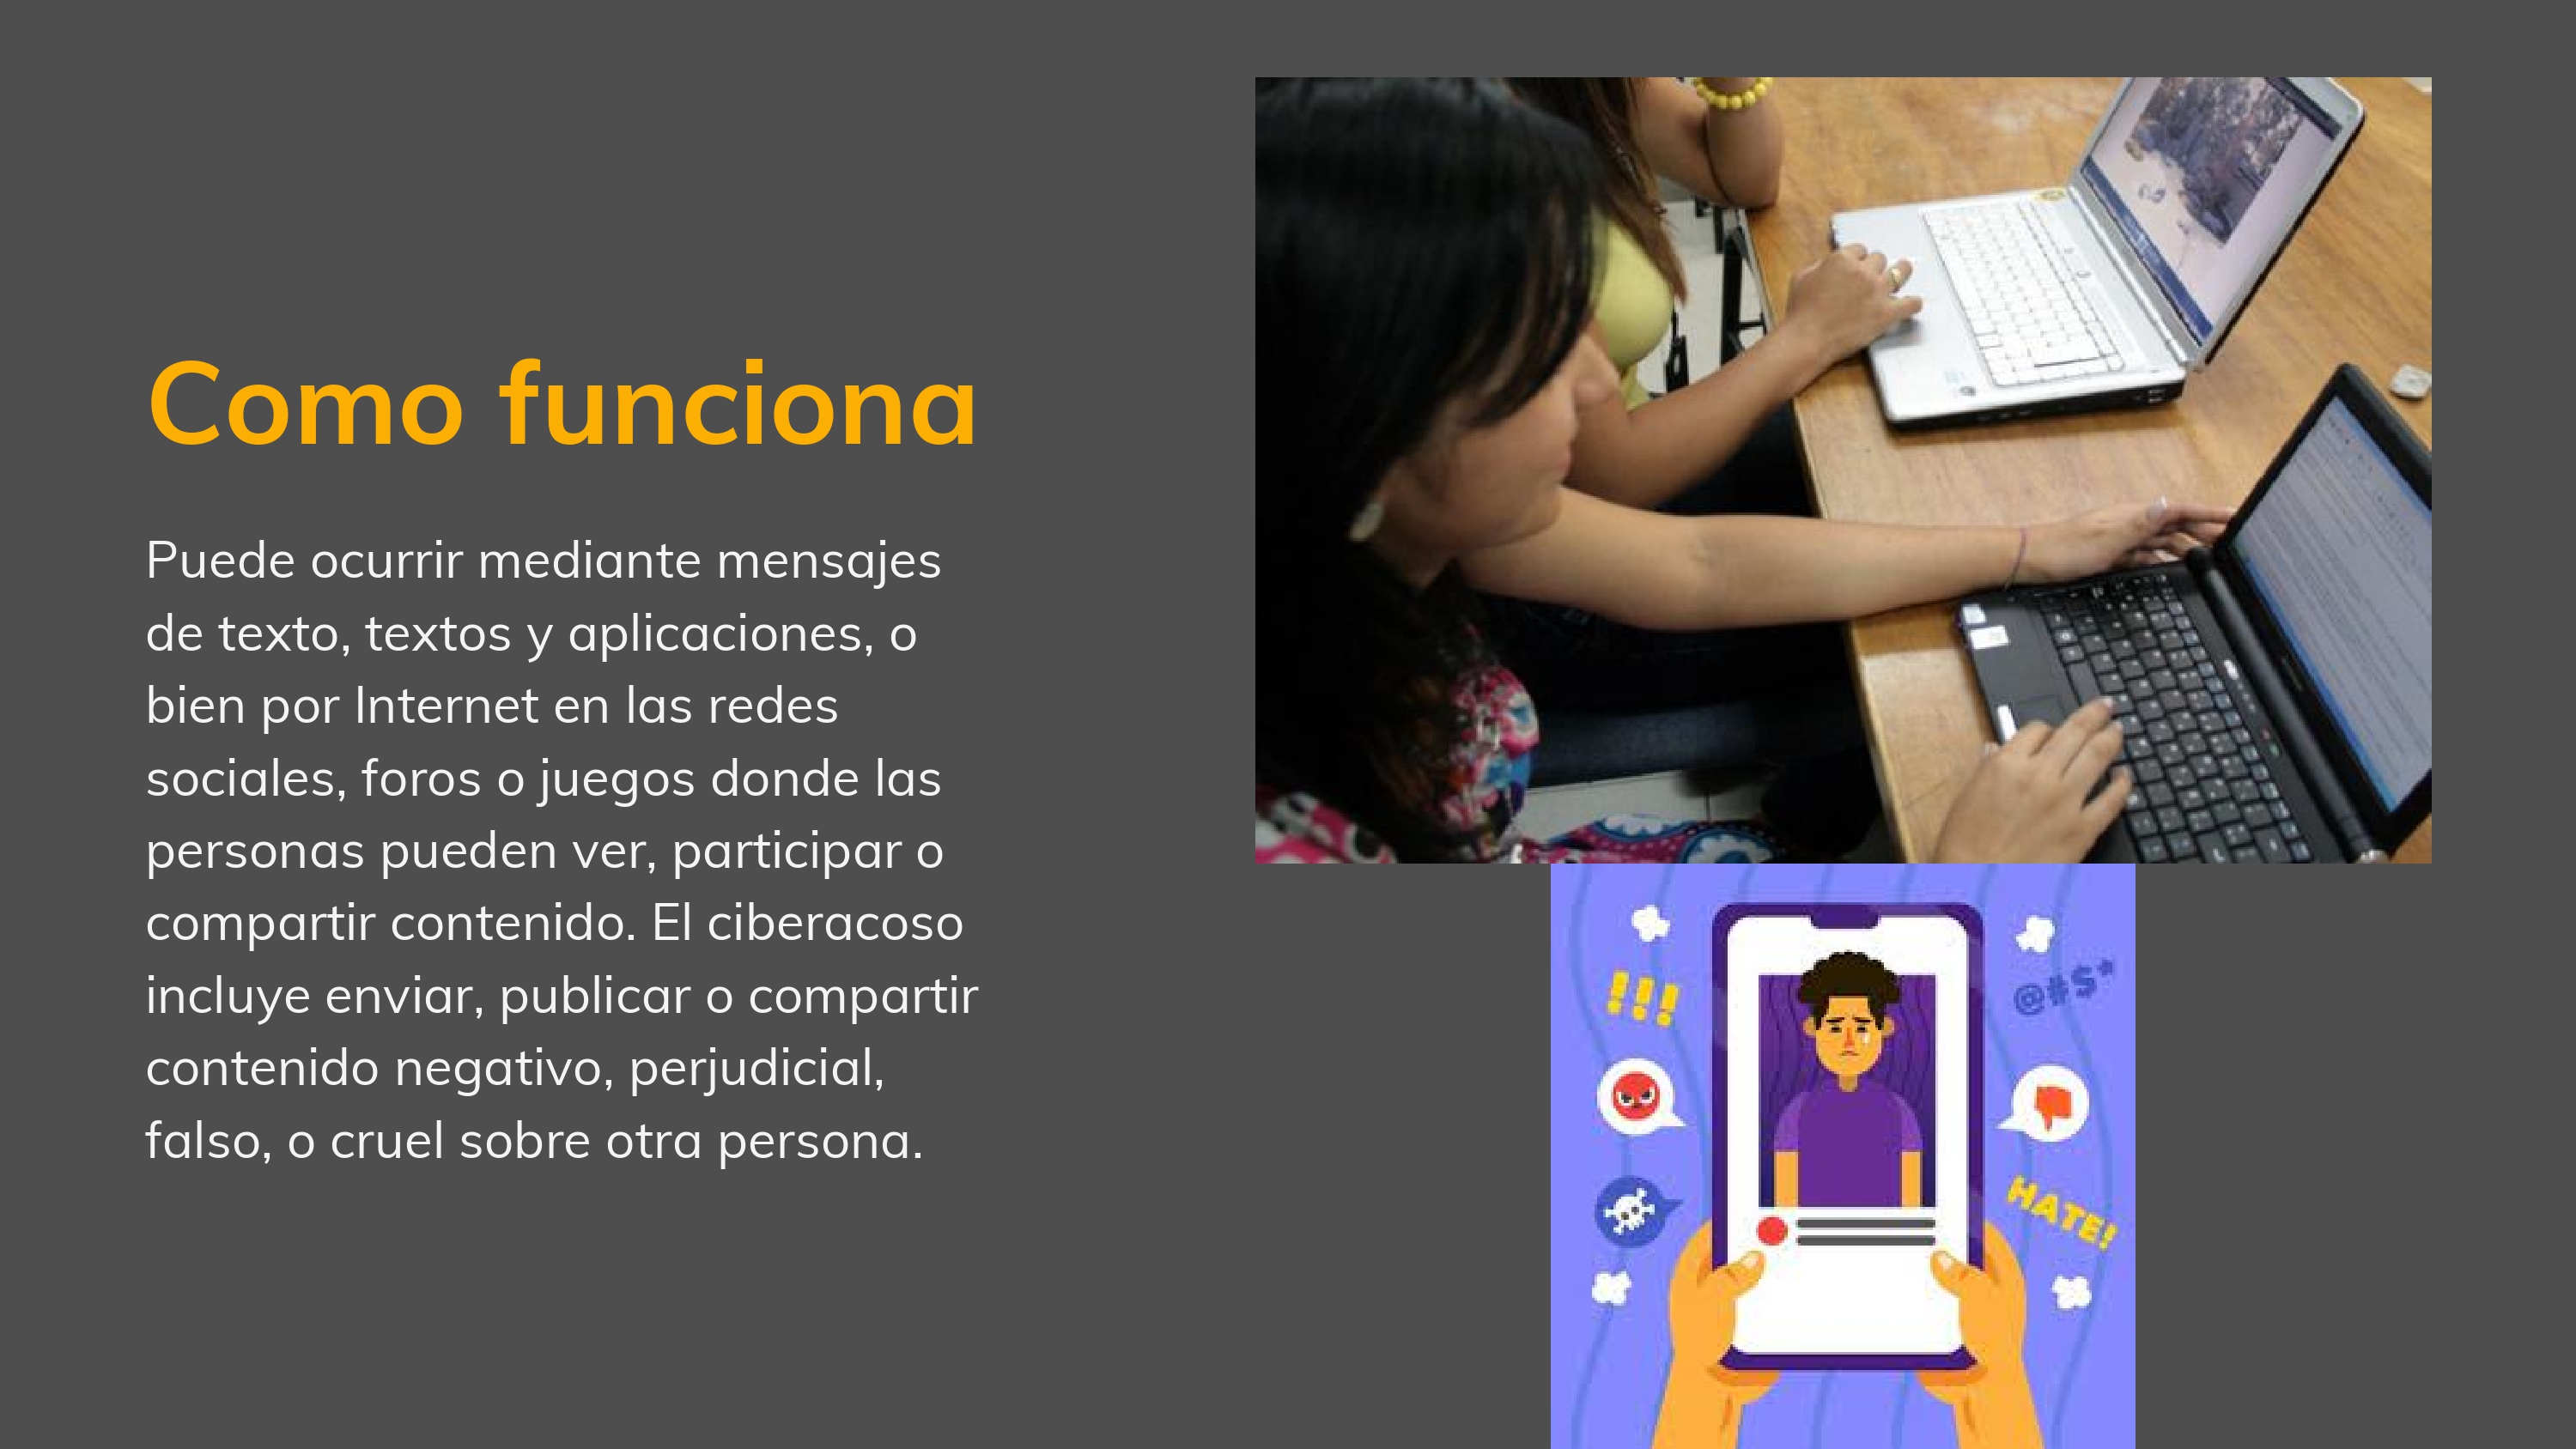 Como funciona
Puede ocurrir mediante mensajes
de texto, textos y aplicaciones, o
bien por Internet en las redes
sociales, foros o juegos donde las
personas pueden ver, participar o
compartir contenido. El ciberacoso
incluye enviar, publicar o compartir
contenido negativo, perjudicial,
falso, o cruel sobre otra persona.
!!!
@#$*
HATE!